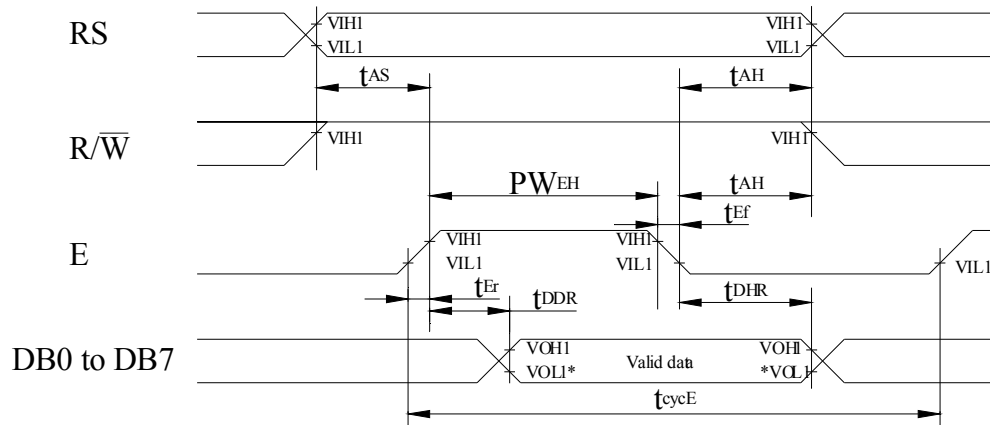 RS
VIH1
VIL1
VIH1
VIL1
tAS
tAH
R/W̅
VIH1
VIH1
PWEH
tAH
tEf
E
VIH1
VIL1
VIH1
VIL1
VIL1
tEr
tDDR
tDHR
DB0 to DB7
VOH1
VOL1*
Valid data
VOH1
*VOL1
tcycE